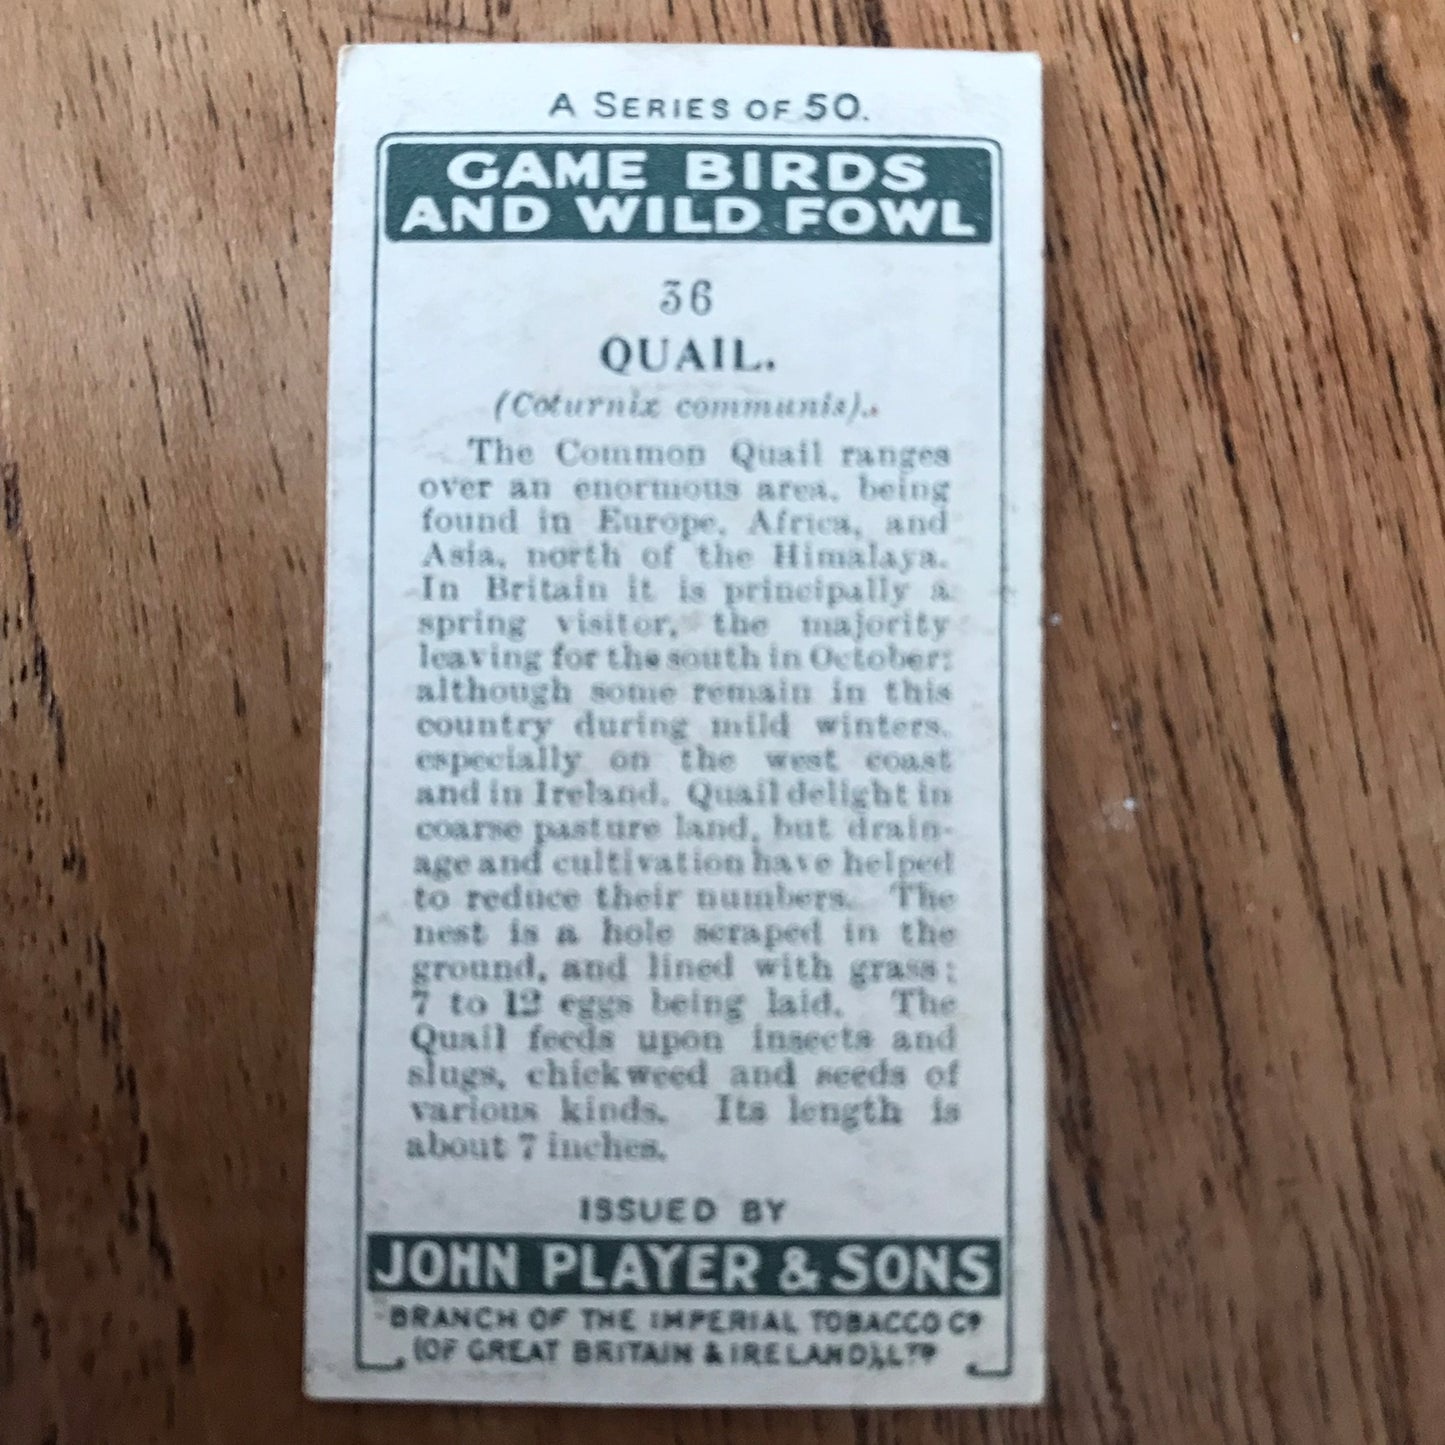 A SERIES OF 50.
GAME BIRDS
AND WILD FOWL
36
QUAIL.
(Coturnix communis).
The Common Quail ranges
over an enormous area, being
found in Europe, Africa, and
Asia, north of the Himalaya.
In Britain it is principally a
spring visitor, the majority
leaving for the south in October;
although some remain in this
country during mild winters,
especially on the west coast
and in Ireland. Quail delight in
coarse pasture land, but drain-
age and cultivation have helped
to reduce their numbers. The
nest is a hole scraped in the
ground, and lined with grass;
7 to 12 eggs being laid. The
Quail feeds upon insects and
slugs, chickweed and seeds of
various kinds. Its length is
about 7 inches.
ISSUED BY
JOHN PLAYER & SONS
BRANCH OF THE IMPERIAL TOBACCO CO
(OF GREAT BRITAIN & IRELAND), LTD